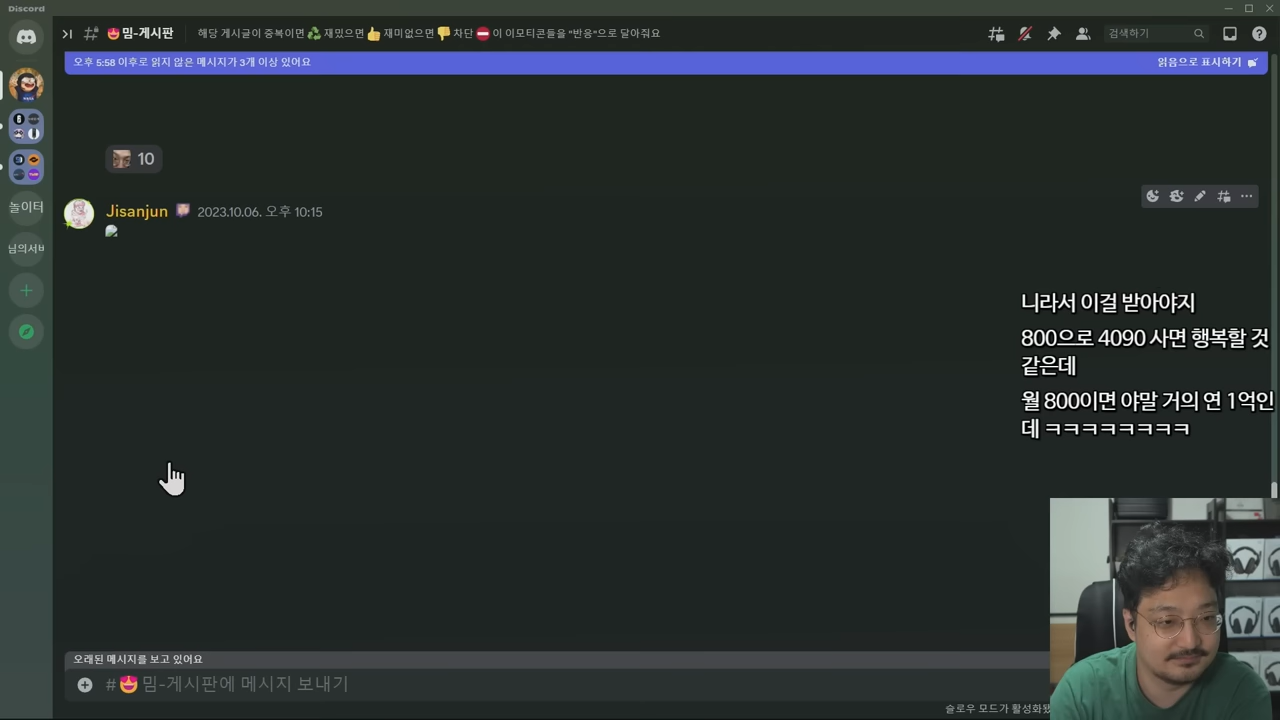 Discord
밈-게시판
해당 게시글이 중복이면 재밌으면 재미없으면 차단 이 이모티콘들을 "반응"으로 달아줘요
검색하기
오후 5:58 이후로 읽지 않은 메시지가 3개 이상 있어요
읽음으로 표시하기
10
놀이터
Jisanjun 2023.10.06. 오후 10:15
님의서버
니라서 이걸 받아야지
800으로 4090 사면 행복할 것
같은데
월 800이면 야말 거의 연 1억인
데 ㅋㅋㅋㅋㅋㅋㅋㅋ
오래된 메시지를 보고 있어요
# 밈-게시판에 메시지 보내기
슬로우 모드가 활성화됐